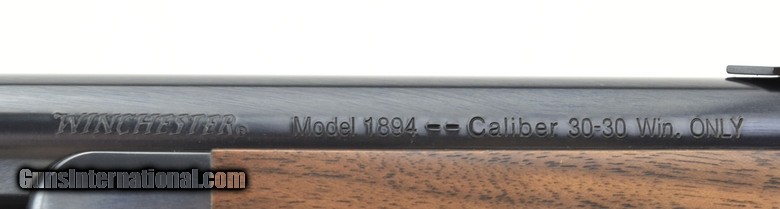 WINCHESTER® Model 1894 -- Caliber 30-30 Win. ONLY
GunsInternational.com